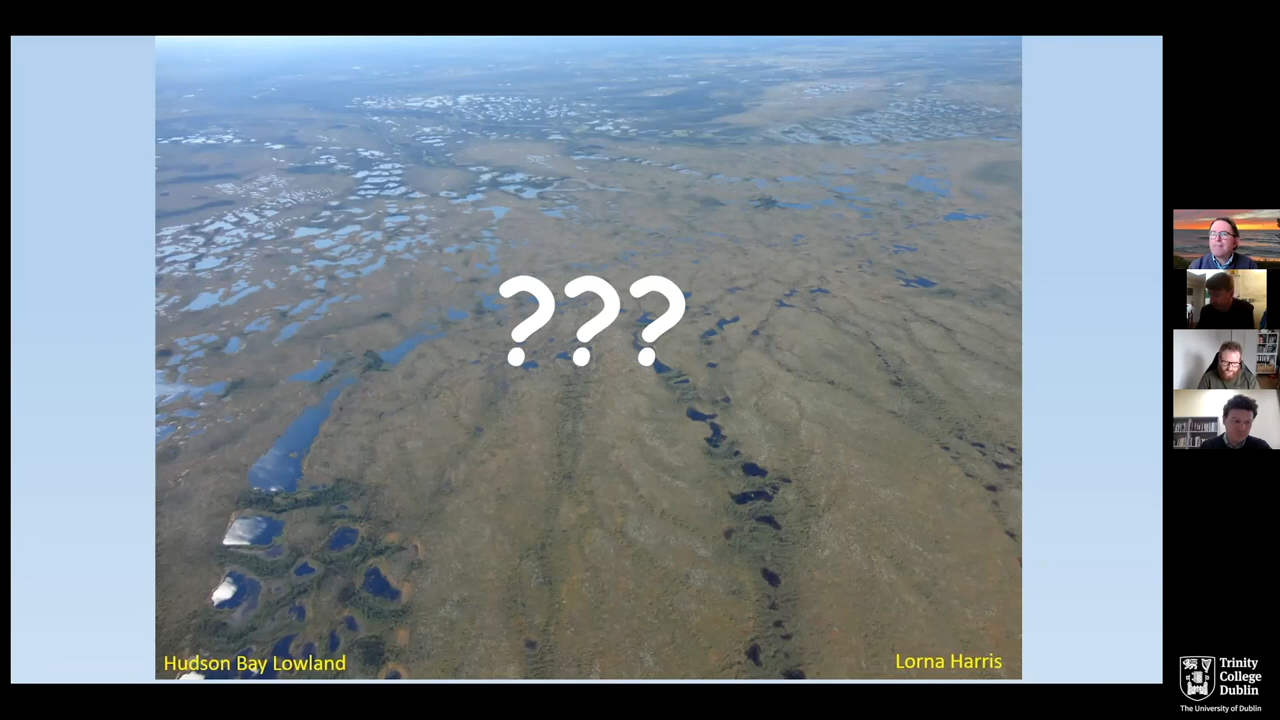 ???
Hudson Bay Lowland
Lorna Harris
Trinity
College
Dublin
The University of Dublin